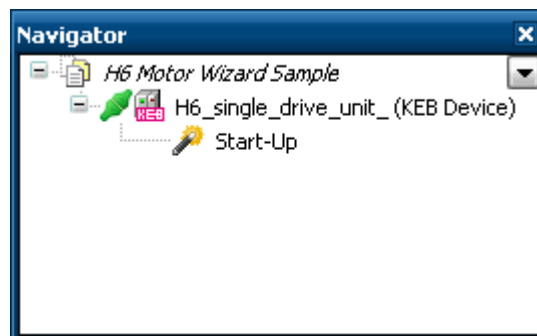 Navigator
H6 Motor Wizard Sample
KEB
H6_single_drive_unit_ (KEB Device)
Start-Up